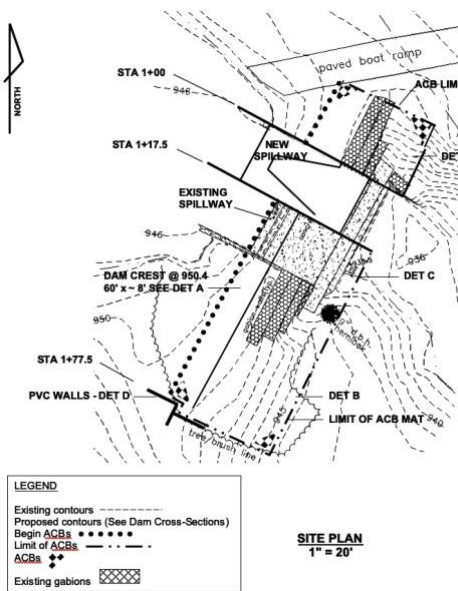 NORTH
paved boat ramp
STA 1+00
948
ACB LIM
STA 1+17.5
NEW
SPILLWAY
DET
EXISTING
SPILLWAY
946
936
DAM CREST @ 950.4
60' x ~ 8' SEE DET A
DET C
950
STA 1+77.5
PVC WALLS - DET D
DET B
945
940
LIMIT OF ACB MAT
tree/brush line
LEGEND
Existing contours
Proposed contours (See Dam Cross-Sections)
Begin ACBs
Limit of ACBs
ACBs
Existing gabions
SITE PLAN
1" = 20'